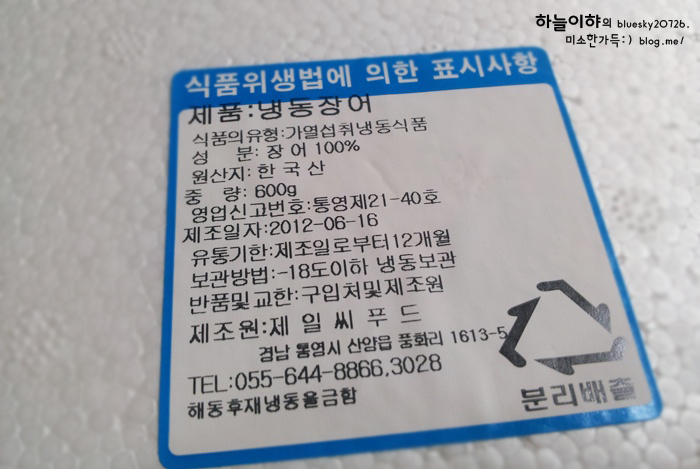 하늘이햐의 bluesky20726.
미소한가득:) blog.me/
식품위생법에 의한 표시사항
제품:냉동장어
식품의유형:가열섭취냉동식품
성 분:장 어 100%
원산지:한 국 산
중 량:600g
영업신고번호:통영제21-40호
제조일자:2012-06-16
유통기한:제조일로부터12개월
보관방법:-18도이하 냉동보관
반품및교한:구입처및제조원
제조원:제 일 씨 푸 드
경남 통영시 산양읍 풍화리 1613-5
TEL:055-644-8866,3028
해동후재냉동을금함
분리배출